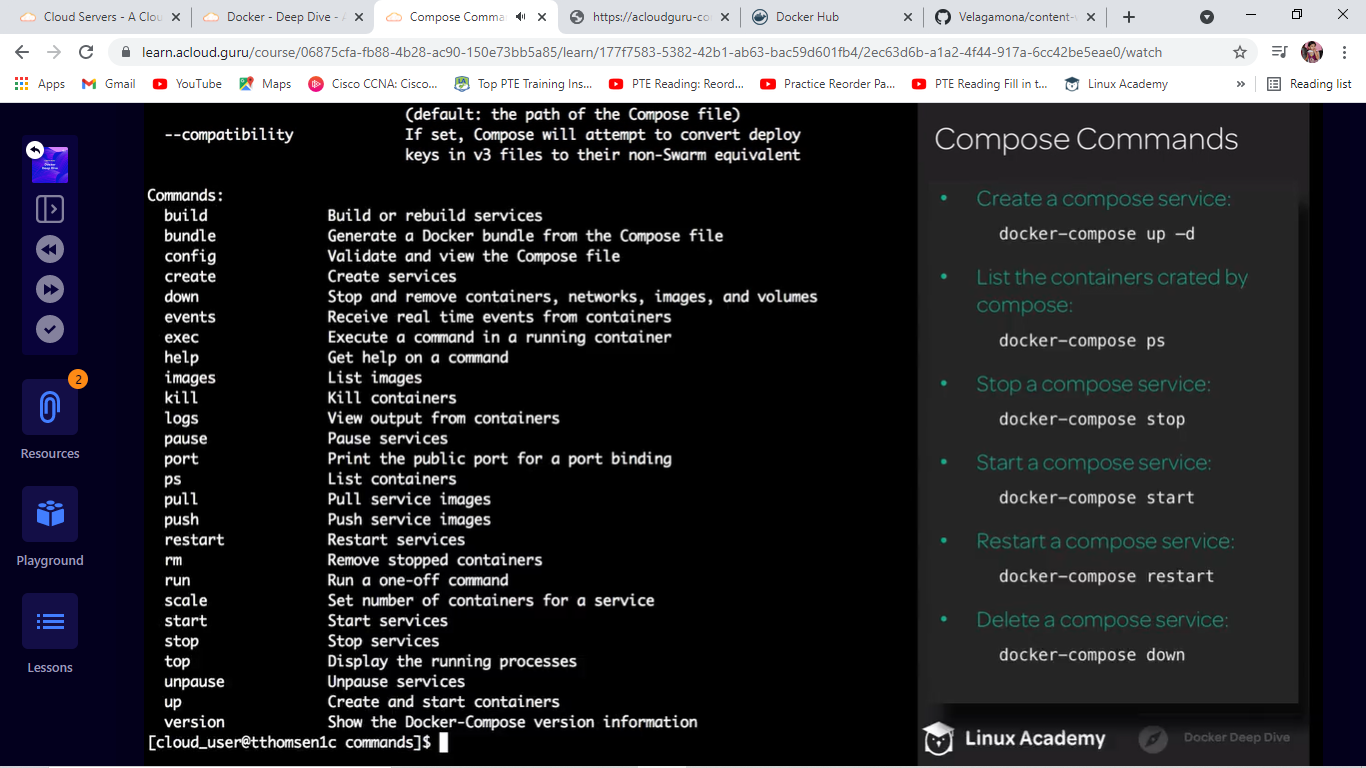 Cloud Servers - A Clou
Docker - Deep Dive - A
Compose Comma
https://acloudguru-co
Docker Hub
Velagamona/content-
learn.acloud.guru/course/06875cfa-fb88-4b28-ac90-150e73bb5a85/learn/177f7583-5382-42b1-ab63-bac59d601fb4/2ec63d6b-a1a2-4f44-917a-6cc42be5eae0/watch
Apps
Gmail
YouTube
Maps
Cisco CCNA: Cisco...
Top PTE Training Ins...
PTE Reading: Reord...
Practice Reorder Pa...
PTE Reading Fill in t...
Linux Academy
»
Reading list
Docker
Deep Dive
2
Resources
Playground
Lessons
(default: the path of the Compose file)
--compatibility If set, Compose will attempt to convert deploy
keys in v3 files to their non-Swarm equivalent
Commands:
build Build or rebuild services
bundle Generate a Docker bundle from the Compose file
config Validate and view the Compose file
create Create services
down Stop and remove containers, networks, images, and volumes
events Receive real time events from containers
exec Execute a command in a running container
help Get help on a command
images List images
kill Kill containers
logs View output from containers
pause Pause services
port Print the public port for a port binding
ps List containers
pull Pull service images
push Push service images
restart Restart services
rm Remove stopped containers
run Run a one-off command
scale Set number of containers for a service
start Start services
stop Stop services
top Display the running processes
unpause Unpause services
up Create and start containers
version Show the Docker-Compose version information
[cloud_user@tthomsen1c commands]$
Compose Commands
• Create a compose service:
docker-compose up –d
• List the containers crated by
compose:
docker-compose ps
• Stop a compose service:
docker-compose stop
• Start a compose service:
docker-compose start
• Restart a compose service:
docker-compose restart
• Delete a compose service:
docker-compose down
Linux Academy
Docker Deep Dive